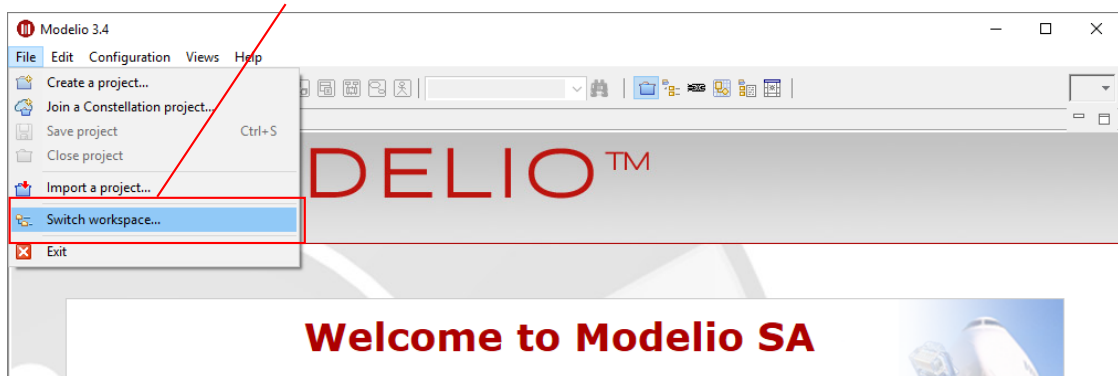 Modelio 3.4
File Edit Configuration Views Help
Create a project...
Join a Constellation project...
Save project Ctrl+S
Close project
Import a project...
Switch workspace...
Exit
DELIO™
Welcome to Modelio SA